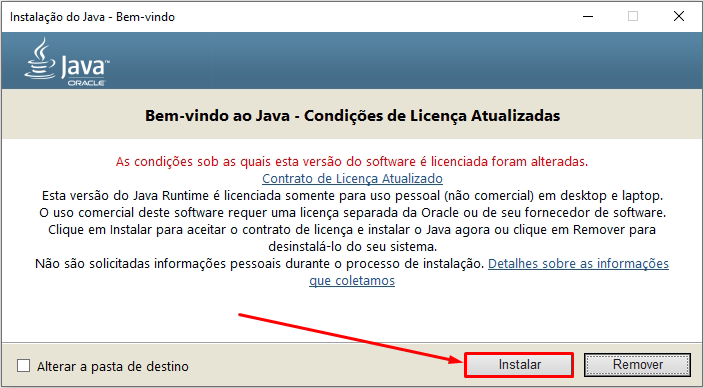 Instalação do Java - Bem-vindo
Java™
ORACLE
Bem-vindo ao Java - Condições de Licença Atualizadas
As condições sob as quais esta versão do software é licenciada foram alteradas.
Contrato de Licença Atualizado
Esta versão do Java Runtime é licenciada somente para uso pessoal (não comercial) em desktop e laptop.
O uso comercial deste software requer uma licença separada da Oracle ou de seu fornecedor de software.
Clique em Instalar para aceitar o contrato de licença e instalar o Java agora ou clique em Remover para
desinstalá-lo do seu sistema.
Não são solicitadas informações pessoais durante o processo de instalação. Detalhes sobre as informações
que coletamos
Alterar a pasta de destino
Instalar
Remover